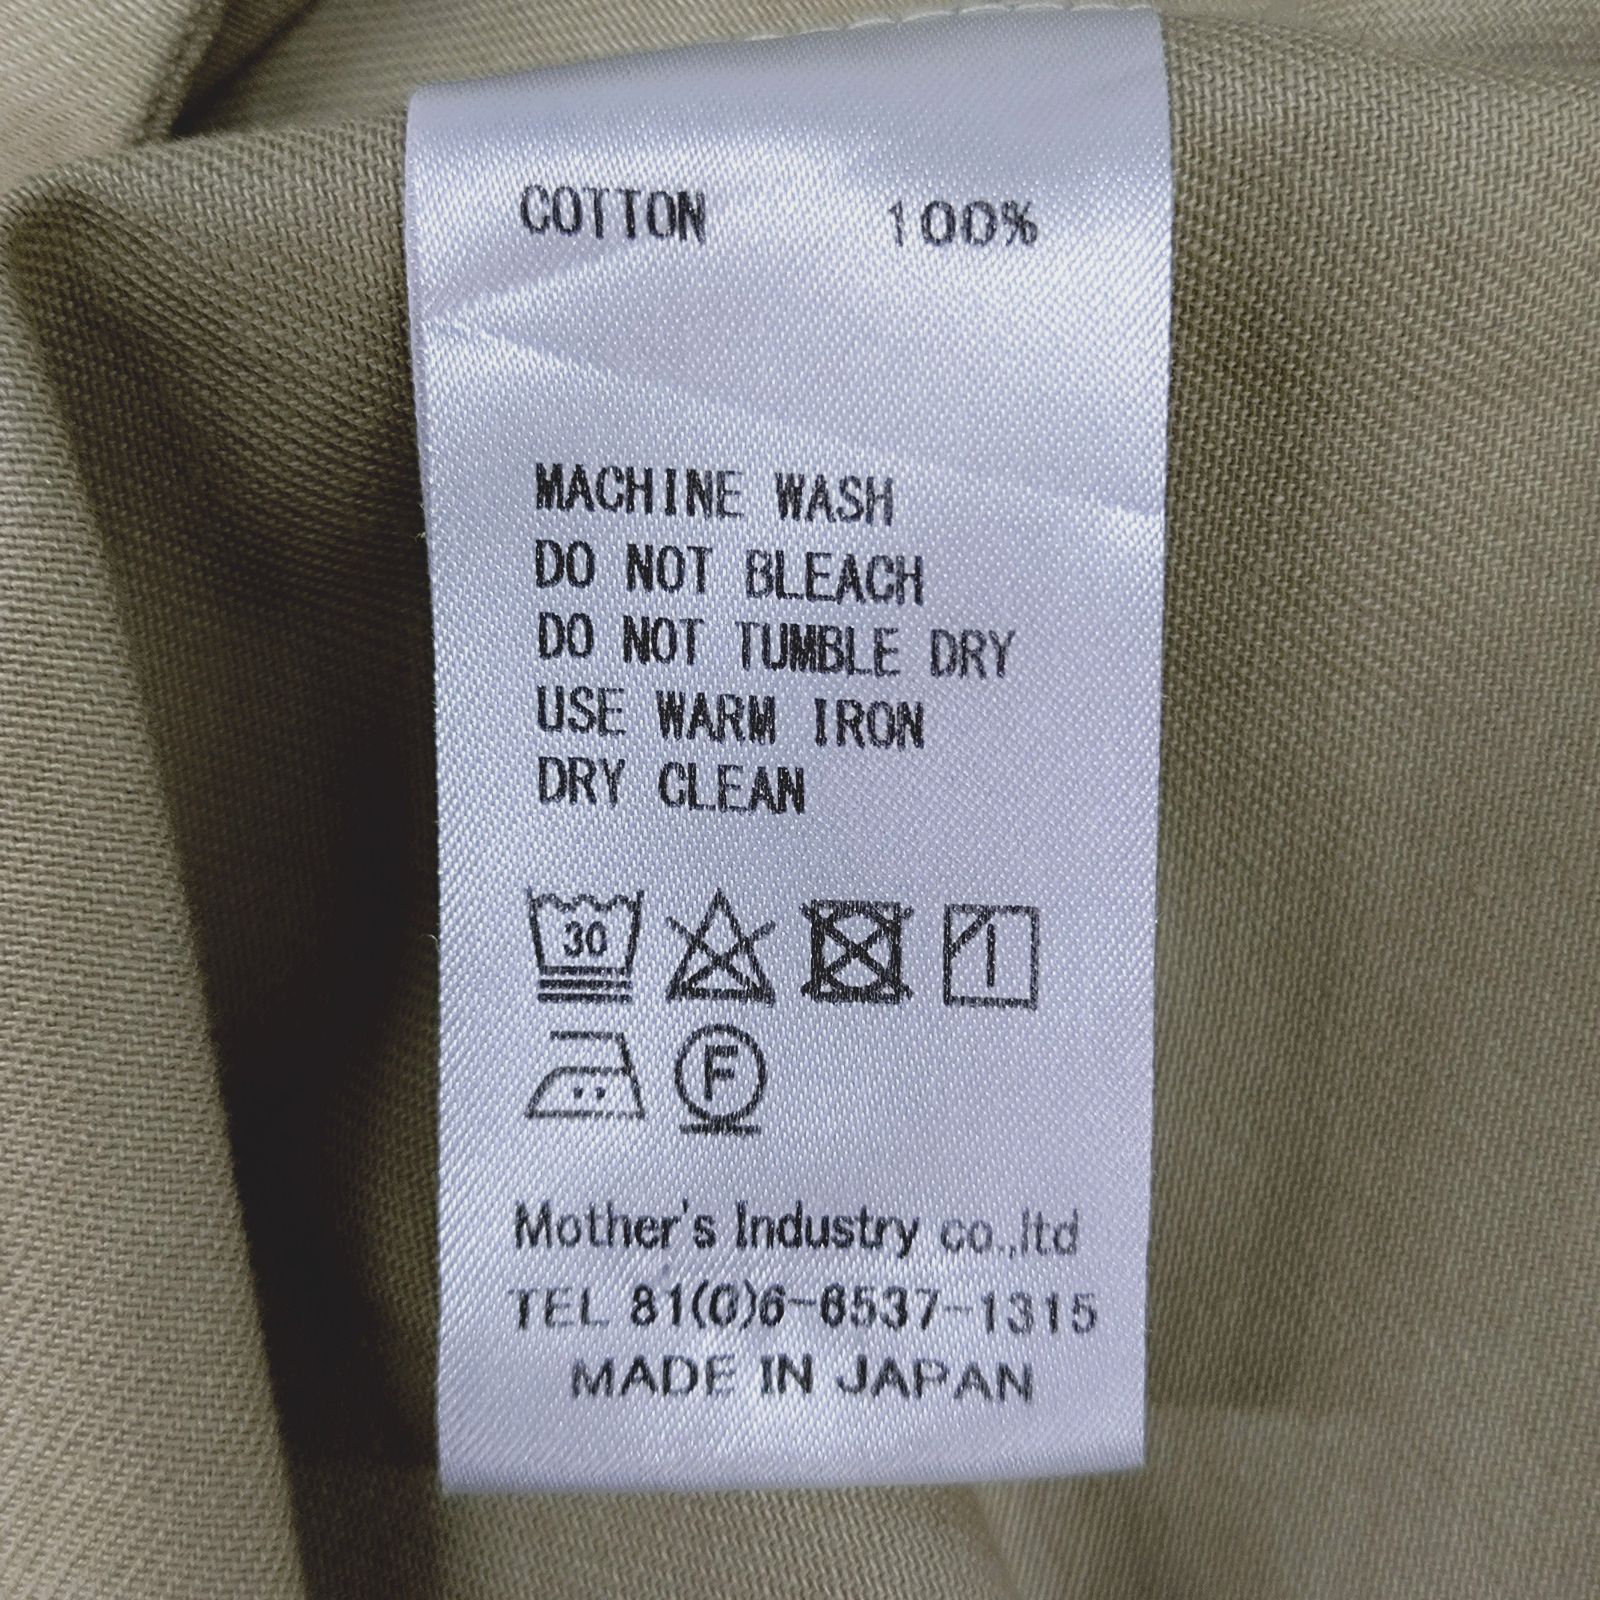 COTTON 100%
MACHINE WASH
DO NOT BLEACH
DO NOT TUMBLE DRY
USE WARM IRON
DRY CLEAN
30
F
Mother's Industry co.,ltd
TEL 81(0)6-6537-1315
MADE IN JAPAN